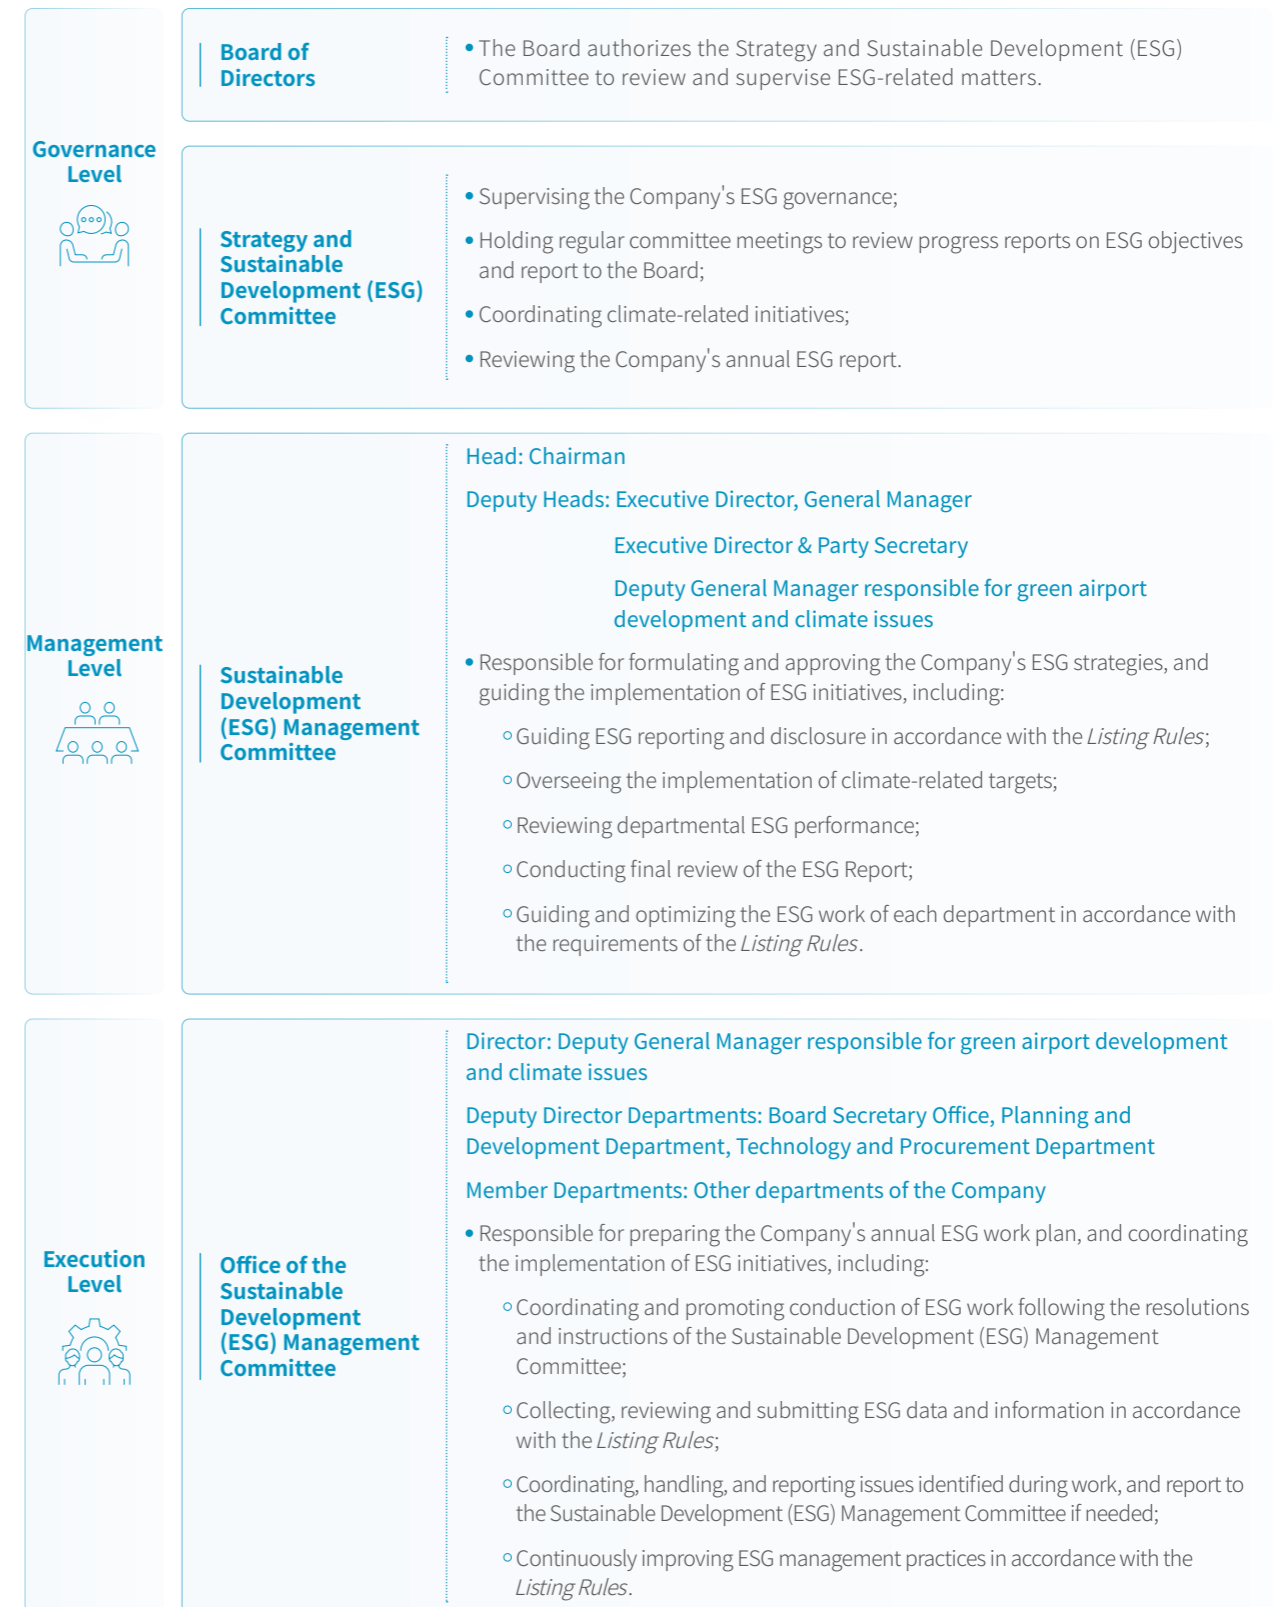 Governance
Level
Board of
Directors
• The Board authorizes the Strategy and Sustainable Development (ESG)
Committee to review and supervise ESG-related matters.
Strategy and
Sustainable
Development (ESG)
Committee
• Supervising the Company's ESG governance;
• Holding regular committee meetings to review progress reports on ESG objectives
and report to the Board;
• Coordinating climate-related initiatives;
• Reviewing the Company's annual ESG report.
Management
Level
Sustainable
Development
(ESG) Management
Committee
Head: Chairman
Deputy Heads: Executive Director, General Manager
Executive Director & Party Secretary
Deputy General Manager responsible for green airport
development and climate issues
• Responsible for formulating and approving the Company's ESG strategies, and
guiding the implementation of ESG initiatives, including:
○ Guiding ESG reporting and disclosure in accordance with the Listing Rules;
○ Overseeing the implementation of climate-related targets;
○ Reviewing departmental ESG performance;
○ Conducting final review of the ESG Report;
○ Guiding and optimizing the ESG work of each department in accordance with
the requirements of the Listing Rules.
Execution
Level
Office of the
Sustainable
Development
(ESG) Management
Committee
Director: Deputy General Manager responsible for green airport development
and climate issues
Deputy Director Departments: Board Secretary Office, Planning and
Development Department, Technology and Procurement Department
Member Departments: Other departments of the Company
• Responsible for preparing the Company's annual ESG work plan, and coordinating
the implementation of ESG initiatives, including:
○ Coordinating and promoting conduction of ESG work following the resolutions
and instructions of the Sustainable Development (ESG) Management
Committee;
○ Collecting, reviewing and submitting ESG data and information in accordance
with the Listing Rules;
○ Coordinating, handling, and reporting issues identified during work, and report to
the Sustainable Development (ESG) Management Committee if needed;
○ Continuously improving ESG management practices in accordance with the
Listing Rules.